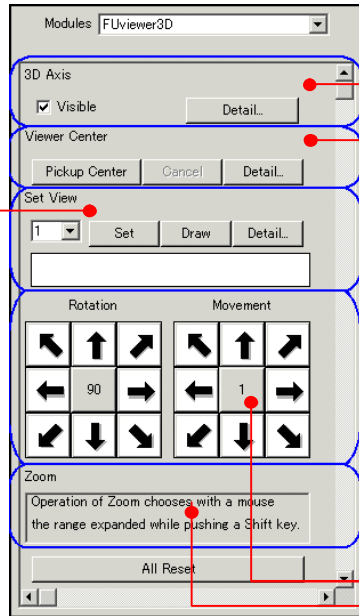 Modules FUviewer3D
3D Axis
Visible Detail...
Viewer Center
Pickup Center Cancel Detail...
Set View
1 Set Draw Detail...
Rotation Movement
90 1
Zoom
Operation of Zoom chooses with a mouse
the range expanded while pushing a Shift key.
All Reset